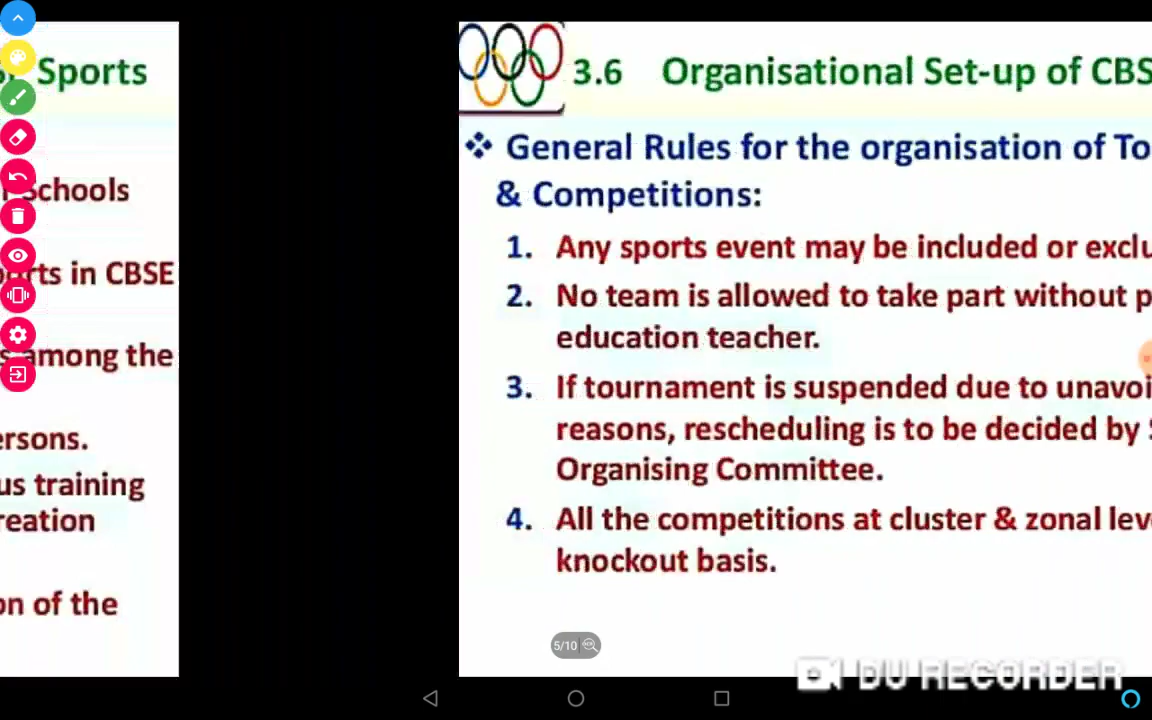 Sports
Schools
rts in CBSE
among the
ersons.
us training
reation
on of the
3.6 Organisational Set-up of CBS
General Rules for the organisation of To
& Competitions:
1. Any sports event may be included or exclu
2. No team is allowed to take part without p
education teacher.
3. If tournament is suspended due to unavoi
reasons, rescheduling is to be decided by S
Organising Committee.
4. All the competitions at cluster & zonal lev
knockout basis.
5/10
DU RECORDER